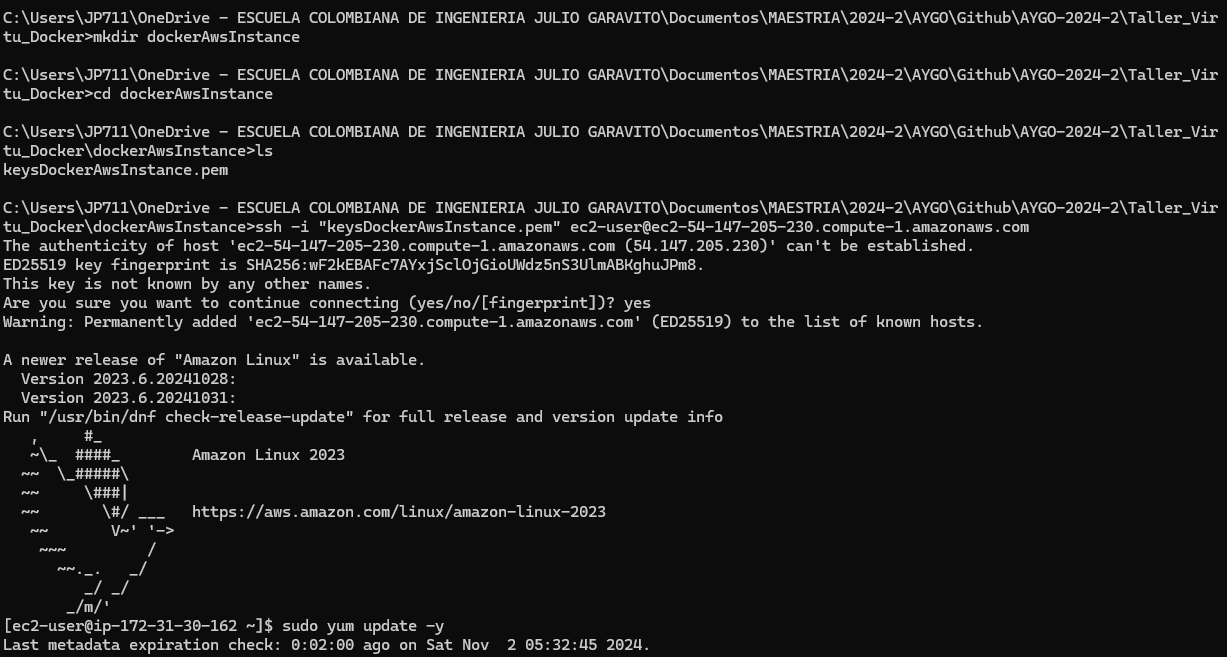 C:\Users\JP711\OneDrive - ESCUELA COLOMBIANA DE INGENIERIA JULIO GARAVITO\Documentos\MAESTRIA\2024-2\AYGO\Github\AYGO-2024-2\Taller_Vir
tu_Docker>mkdir dockerAwsInstance

C:\Users\JP711\OneDrive - ESCUELA COLOMBIANA DE INGENIERIA JULIO GARAVITO\Documentos\MAESTRIA\2024-2\AYGO\Github\AYGO-2024-2\Taller_Vir
tu_Docker>cd dockerAwsInstance

C:\Users\JP711\OneDrive - ESCUELA COLOMBIANA DE INGENIERIA JULIO GARAVITO\Documentos\MAESTRIA\2024-2\AYGO\Github\AYGO-2024-2\Taller_Vir
tu_Docker\dockerAwsInstance>ls
keysDockerAwsInstance.pem

C:\Users\JP711\OneDrive - ESCUELA COLOMBIANA DE INGENIERIA JULIO GARAVITO\Documentos\MAESTRIA\2024-2\AYGO\Github\AYGO-2024-2\Taller_Vir
tu_Docker\dockerAwsInstance>ssh -i "keysDockerAwsInstance.pem" ec2-user@ec2-54-147-205-230.compute-1.amazonaws.com
The authenticity of host 'ec2-54-147-205-230.compute-1.amazonaws.com (54.147.205.230)' can't be established.
ED25519 key fingerprint is SHA256:wF2kEBAFc7AYxjSclOjGioUWdz5nS3UlmABKghuJPm8.
This key is not known by any other names.
Are you sure you want to continue connecting (yes/no/[fingerprint])? yes
Warning: Permanently added 'ec2-54-147-205-230.compute-1.amazonaws.com' (ED25519) to the list of known hosts.

A newer release of "Amazon Linux" is available.
  Version 2023.6.20241028:
  Version 2023.6.20241031:
Run "/usr/bin/dnf check-release-update" for full release and version update info
   ,     #_
   ~\_  ####_        Amazon Linux 2023
  ~~  \_#####\
  ~~     \###|
  ~~       \#/ ___   https://aws.amazon.com/linux/amazon-linux-2023
   ~~       V~' '->
    ~~~         /
      ~~._.   _/
         _/ _/
       _/m/'
[ec2-user@ip-172-31-30-162 ~]$ sudo yum update -y
Last metadata expiration check: 0:02:00 ago on Sat Nov  2 05:32:45 2024.